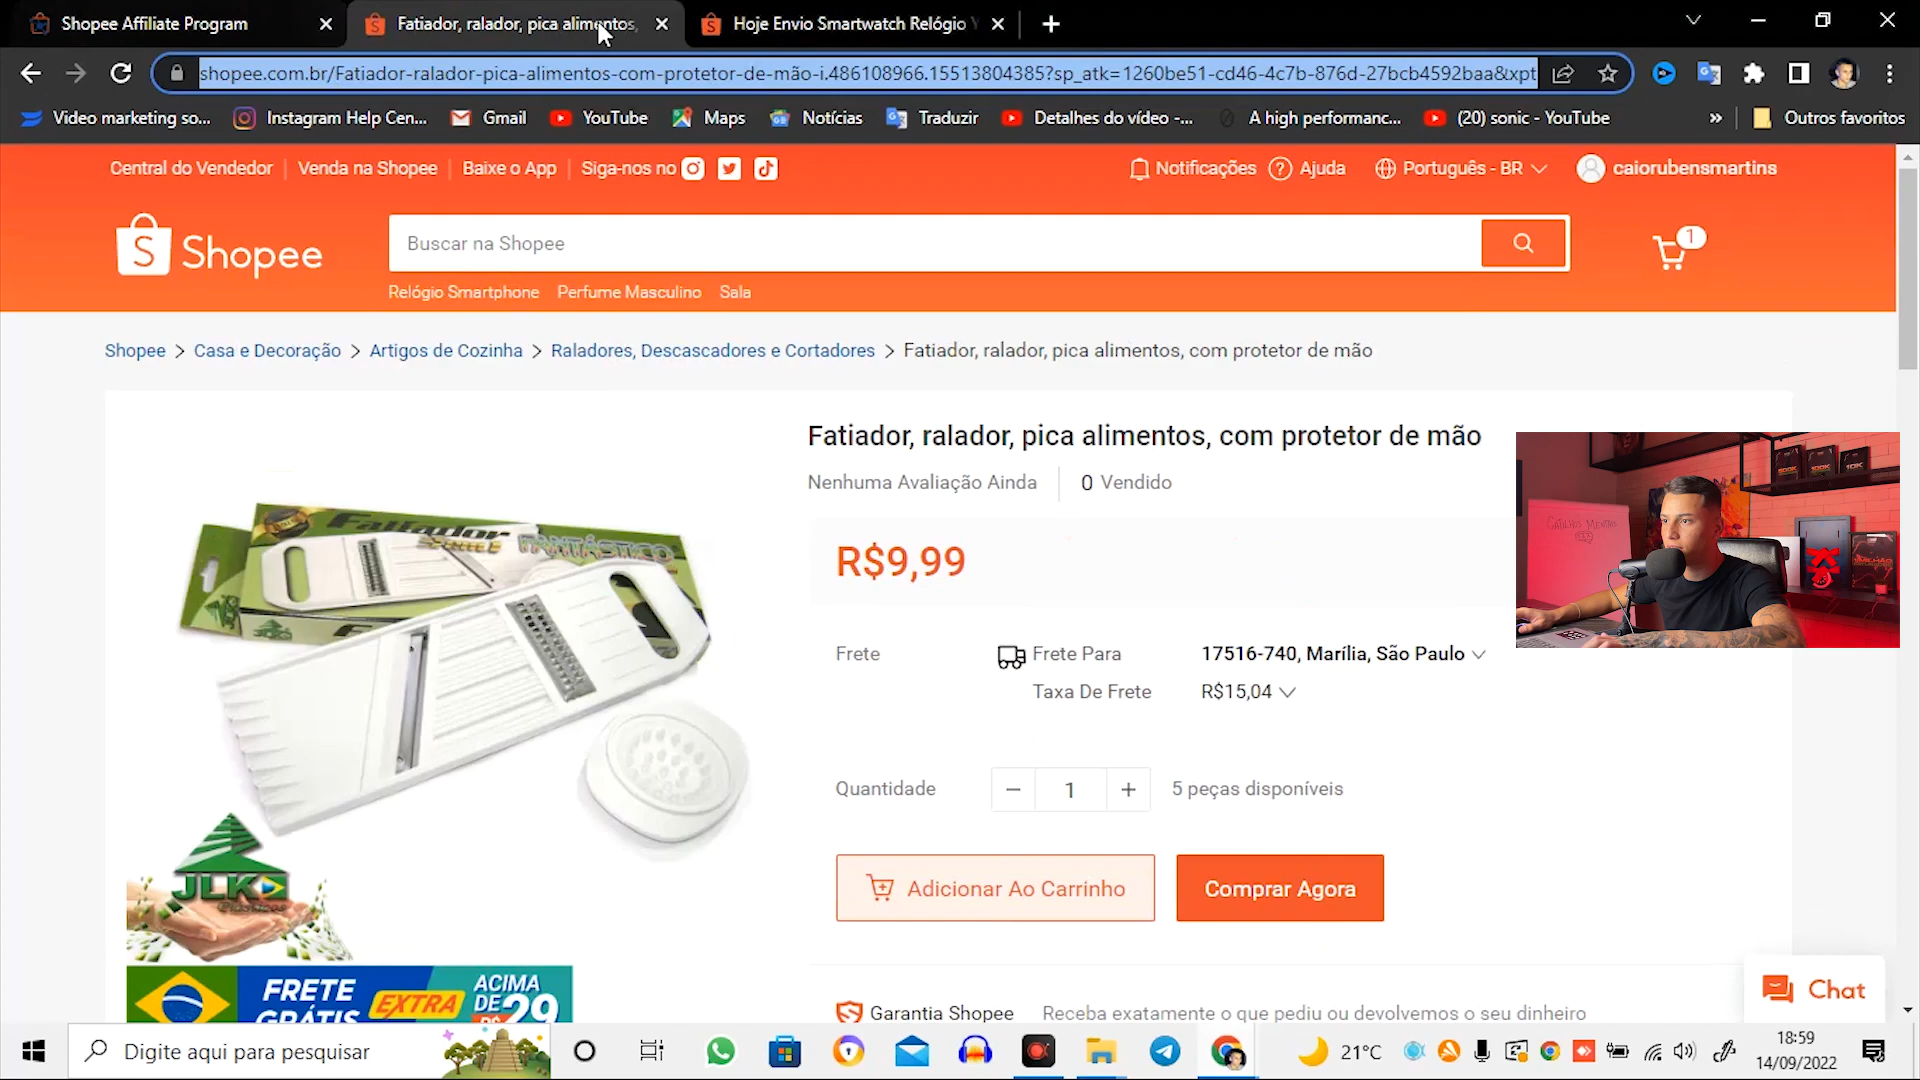 Shopee Affiliate Program
Fatiador, ralador, pica alimentos,
Hoje Envio Smartwatch Relógio
shopee.com.br/Fatiador-ralador-pica-alimentos-com-protetor-de-mão-i.486108966.15513804385?sp_atk=1260be51-cd46-4c7b-876d-27bcb4592baa&xpt
Video marketing so...
Instagram Help Cen...
Gmail
YouTube
Maps
Notícias
Traduzir
Detalhes do vídeo -...
A high performanc...
(20) sonic - YouTube
»
Outros favoritos
Central do Vendedor
Venda na Shopee
Baixe o App
Siga-nos no
Notificações
Ajuda
Português - BR
caiorubensmartins
Shopee
Buscar na Shopee
1
Relógio Smartphone
Perfume Masculino
Sala
Shopee > Casa e Decoração > Artigos de Cozinha > Raladores, Descascadores e Cortadores > Fatiador, ralador, pica alimentos, com protetor de mão
Fatiador, ralador, pica alimentos, com protetor de mão
Nenhuma Avaliação Ainda
0 Vendido
R$9,99
Frete
Frete Para
17516-740, Marília, São Paulo
Taxa De Frete
R$15,04
Quantidade
− 1 +
5 peças disponíveis
Adicionar Ao Carrinho
Comprar Agora
Garantia Shopee
Receba exatamente o que pediu ou devolvemos o seu dinheiro
Chat
Fatiador
FANTÁSTICO
JLK
FRETE
GRÁTIS
EXTRA
ACIMA
DE
R$ 29
100K
10K
Digite aqui para pesquisar
21°C
18:59
14/09/2022